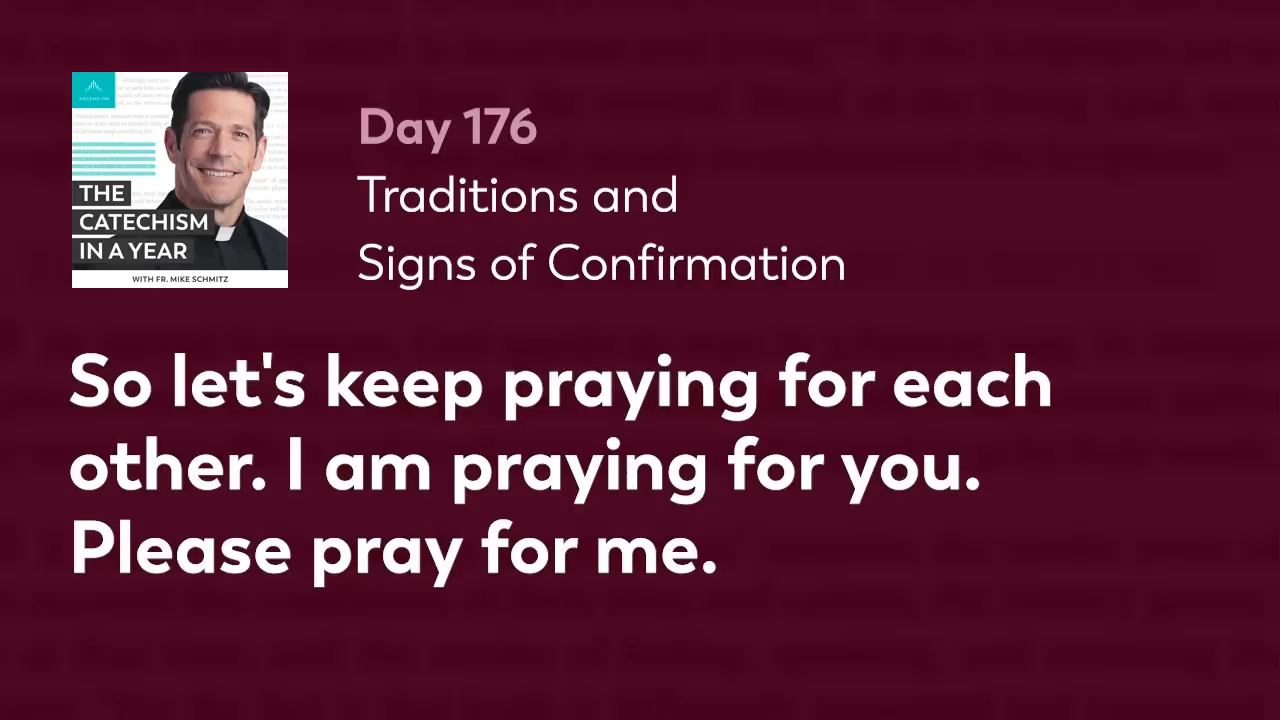 ASCENSION
THE
CATECHISM
IN A YEAR
WITH FR. MIKE SCHMITZ
Day 176
Traditions and
Signs of Confirmation
So let's keep praying for each
other. I am praying for you.
Please pray for me.